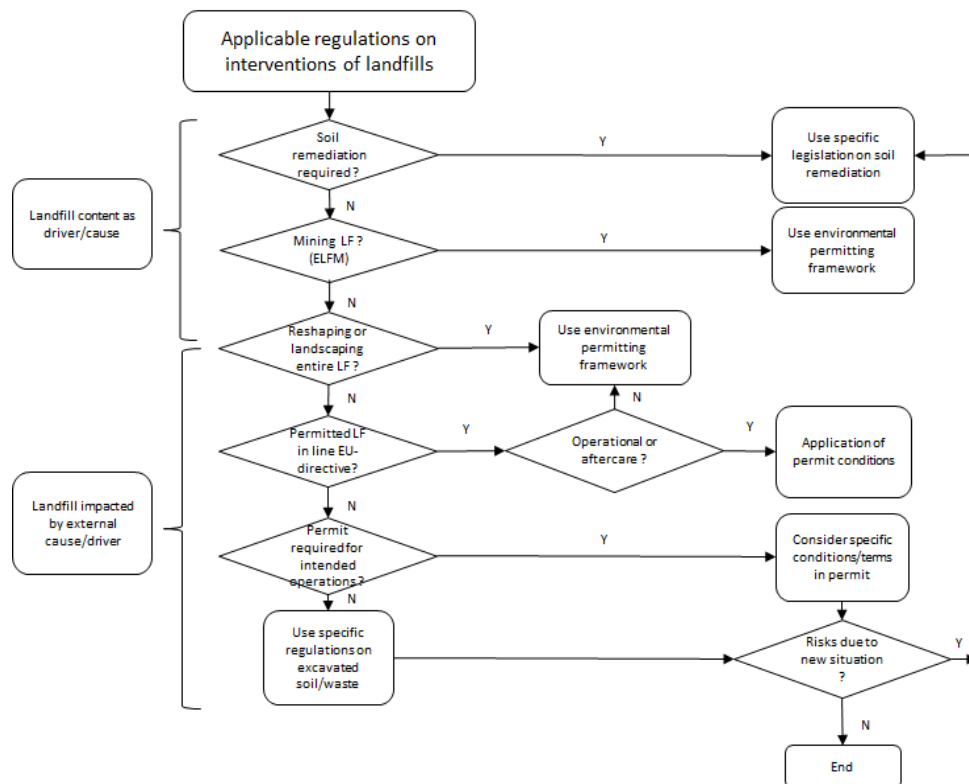 Applicable regulations on
interventions of landfills
Soil
remediation
required ?
Y
Use specific
legislation on soil
remediation
N
Landfill content as
driver/cause
Mining LF ?
(ELFM)
Y
Use environmental
permitting
framework
N
Reshaping or
landscaping
entire LF ?
Y
Use environmental
permitting
framework
N
N
Permitted LF
in line EU-
directive?
Y
Operational or
aftercare ?
Y
Application of
permit conditions
N
Landfill impacted
by external
cause/driver
Permit
required for
intended
operations?
Y
Consider specific
conditions/terms
in permit
N
Use specific
regulations on
excavated
soil/waste
Risks due to
new situation
?
Y
N
End